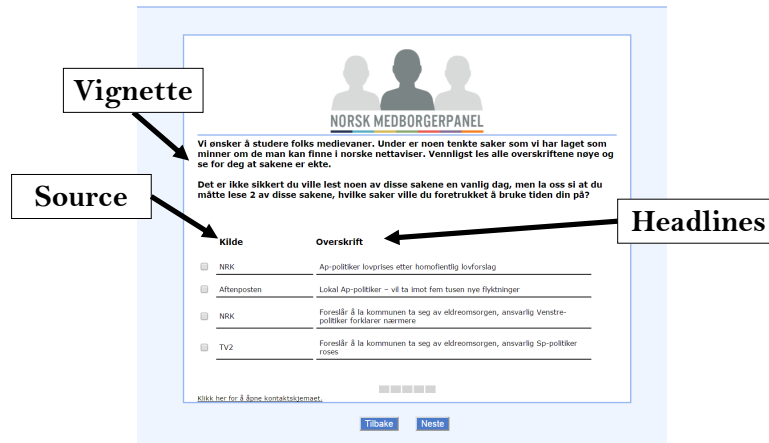 Vignette
NORSK MEDBORGERPANEL
Vi ønsker å studere folks medievaner. Under er noen tenkte saker som vi har laget som
minner om de man kan finne i norske nettaviser. Vennligst les alle overskriftene nøye og
se for deg at sakene er ekte.
Det er ikke sikkert du ville lest noen av disse sakene en vanlig dag, men la oss si at du
måtte lese 2 av disse sakene, hvilke saker ville du foretrukket å bruke tiden din på?
Source
Headlines
Kilde Overskrift
NRK Ap-politiker lovprises etter homofientlig lovforslag
Aftenposten Lokal Ap-politiker – vil ta imot fem tusen nye flyktninger
NRK Foreslår å la kommunen ta seg av eldreomsorgen, ansvarlig Venstre-
politiker forklarer nærmere
TV2 Foreslår å la kommunen ta seg av eldreomsorgen, ansvarlig Sp-politiker
roses
Klikk her for å åpne kontaktskjemaet.
Tilbake Neste